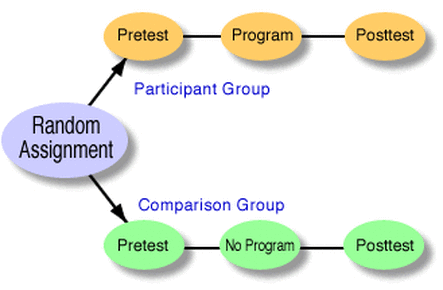 Pretest
Program
Posttest
Participant Group
Random
Assignment
Comparison Group
Pretest
No Program
Posttest